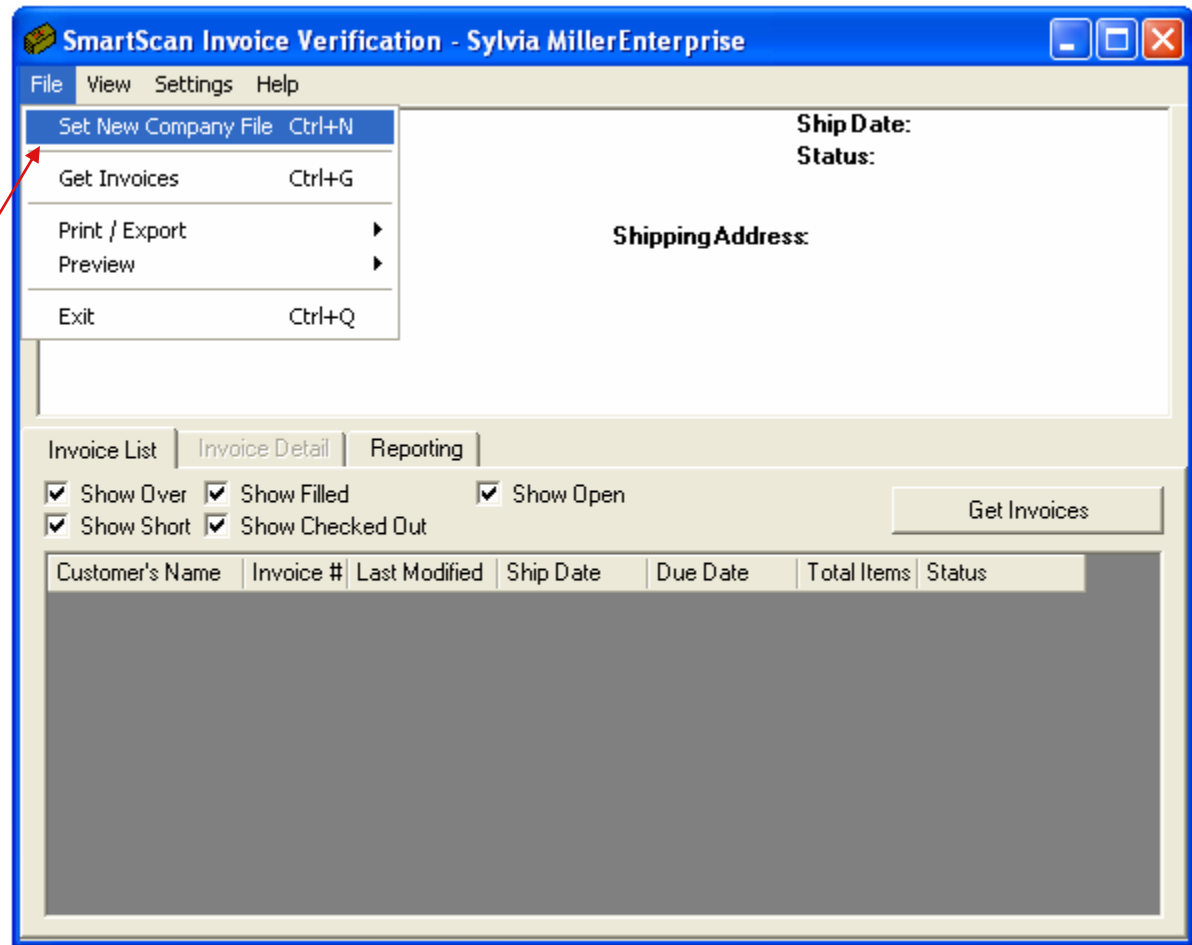 SmartScan Invoice Verification - Sylvia MillerEnterprise
File View Settings Help
Set New Company File Ctrl+N
Get Invoices Ctrl+G
Print / Export
Preview
Exit Ctrl+Q
Ship Date:
Status:
Shipping Address:
Invoice List Invoice Detail Reporting
Show Over Show Filled Show Open
Show Short Show Checked Out
Get Invoices
Customer's Name Invoice # Last Modified Ship Date Due Date Total Items Status